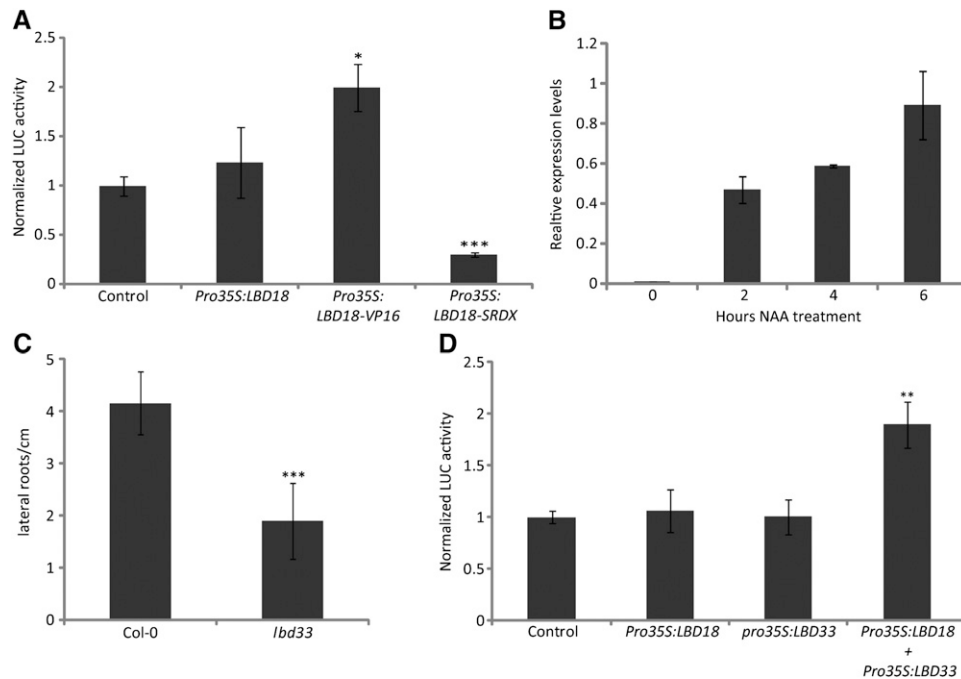 A
2.5
2
1.5
1
0.5
0
Normalized LUC activity
*
***
Control
Pro35S:LBD18
Pro35S:
LBD18-VP16
Pro35S:
LBD18-SRDX
B
1.2
1
0.8
0.6
0.4
0.2
0
Realtive expression levels
0
2
4
6
Hours NAA treatment
C
5
4
3
2
1
0
lateral roots/cm
***
Col-0
lbd33
D
2.5
2
1.5
1
0.5
0
Normalized LUC activity
**
Control
Pro35S:LBD18
pro35S:LBD33
Pro35S:LBD18
+
Pro35S:LBD33